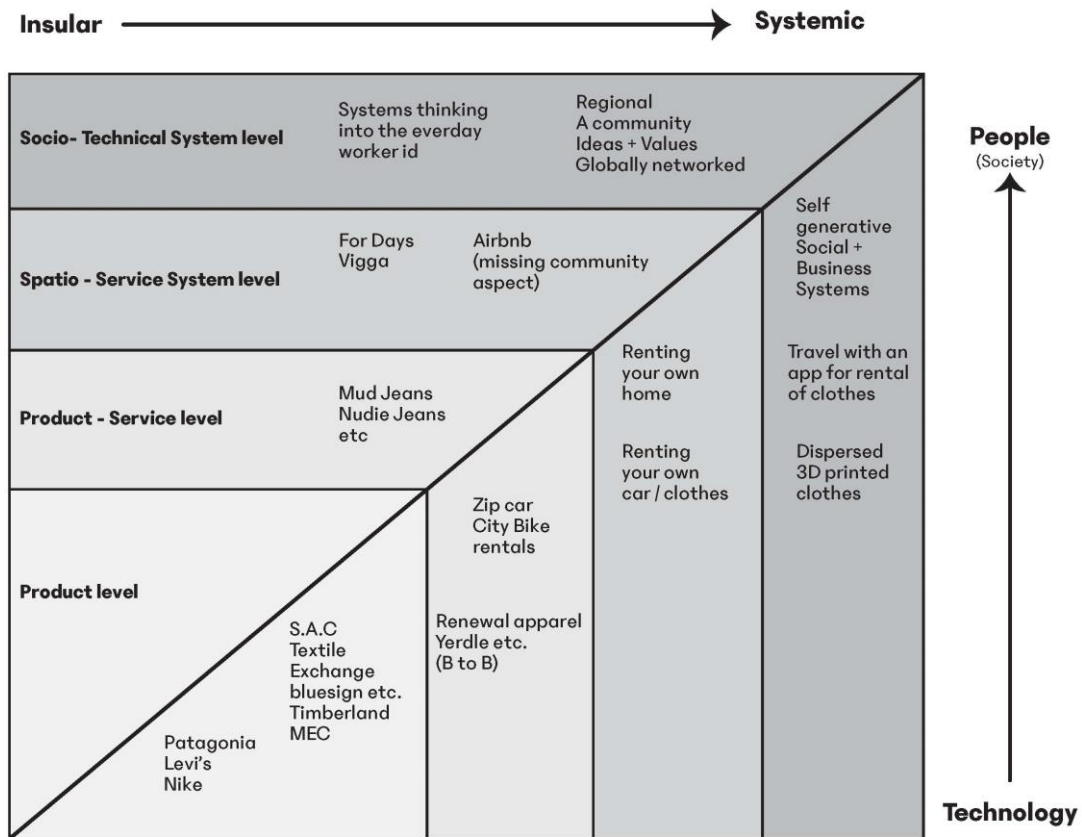 Insular
Systemic
Socio- Technical System level
Systems thinking
into the everday
worker id
Regional
A community
Ideas + Values
Globally networked
People
(Society)
Spatio - Service System level
For Days
Vigga
Airbnb
(missing community
aspect)
Self
generative
Social +
Business
Systems
Product - Service level
Mud Jeans
Nudie Jeans
etc
Renting
your own
home
Travel with an
app for rental
of clothes
Renting
your own
car / clothes
Dispersed
3D printed
clothes
Product level
Zip car
City Bike
rentals
S.A.C
Textile
Exchange
bluesign etc.
Timberland
MEC
Renewal apparel
Yerdle etc.
(B to B)
Patagonia
Levi's
Nike
Technology